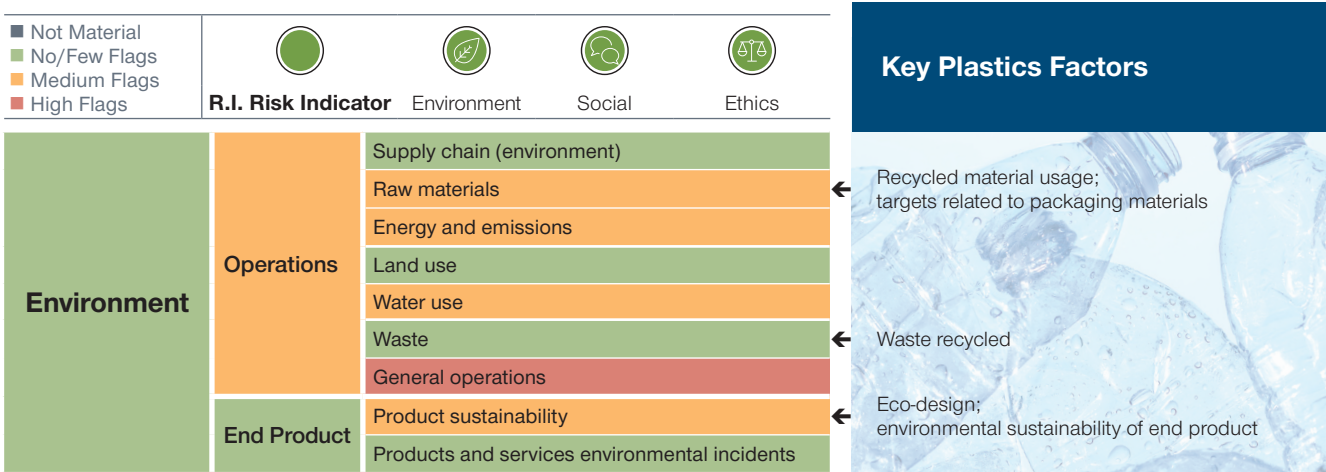 Not Material
No/Few Flags
Medium Flags
High Flags
R.I. Risk Indicator
Environment
Social
Ethics
Key Plastics Factors
Environment
Operations
Supply chain (environment)
Raw materials
Recycled material usage;
targets related to packaging materials
Energy and emissions
Land use
Water use
Waste
Waste recycled
General operations
End Product
Product sustainability
Eco-design;
environmental sustainability of end product
Products and services environmental incidents